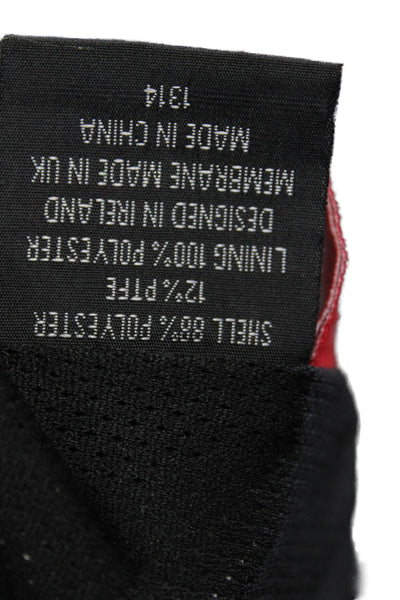 SHELL 88% POLYESTER
12% PTFE
LINING 100% POLYESTER
DESIGNED IN IRELAND
MEMBRANE MADE IN UK
MADE IN CHINA
1314